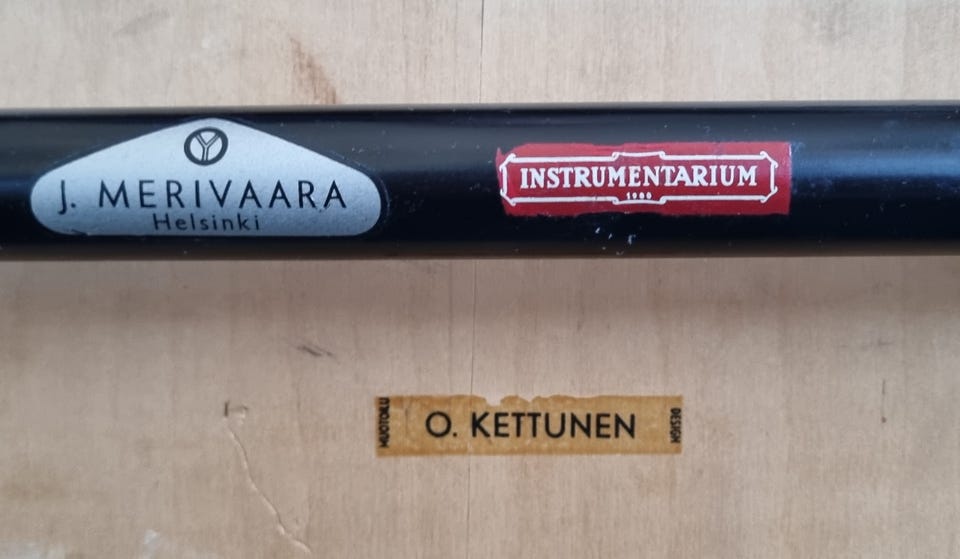 J. MERIVAARA
Helsinki
INSTRUMENTARIUM
1900
MUOTOILU
O. KETTUNEN
DESIGN